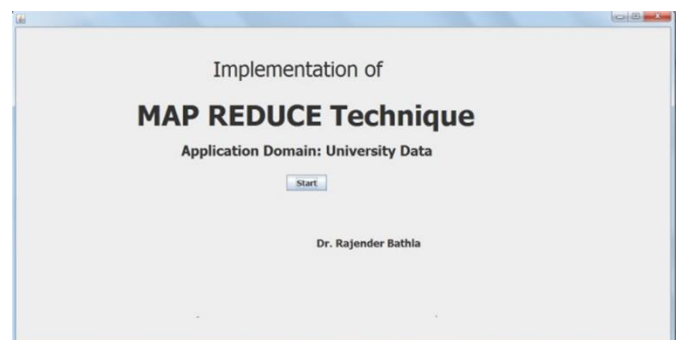 Implementation of
MAP REDUCE Technique
Application Domain: University Data
Start
Dr. Rajender Bathla